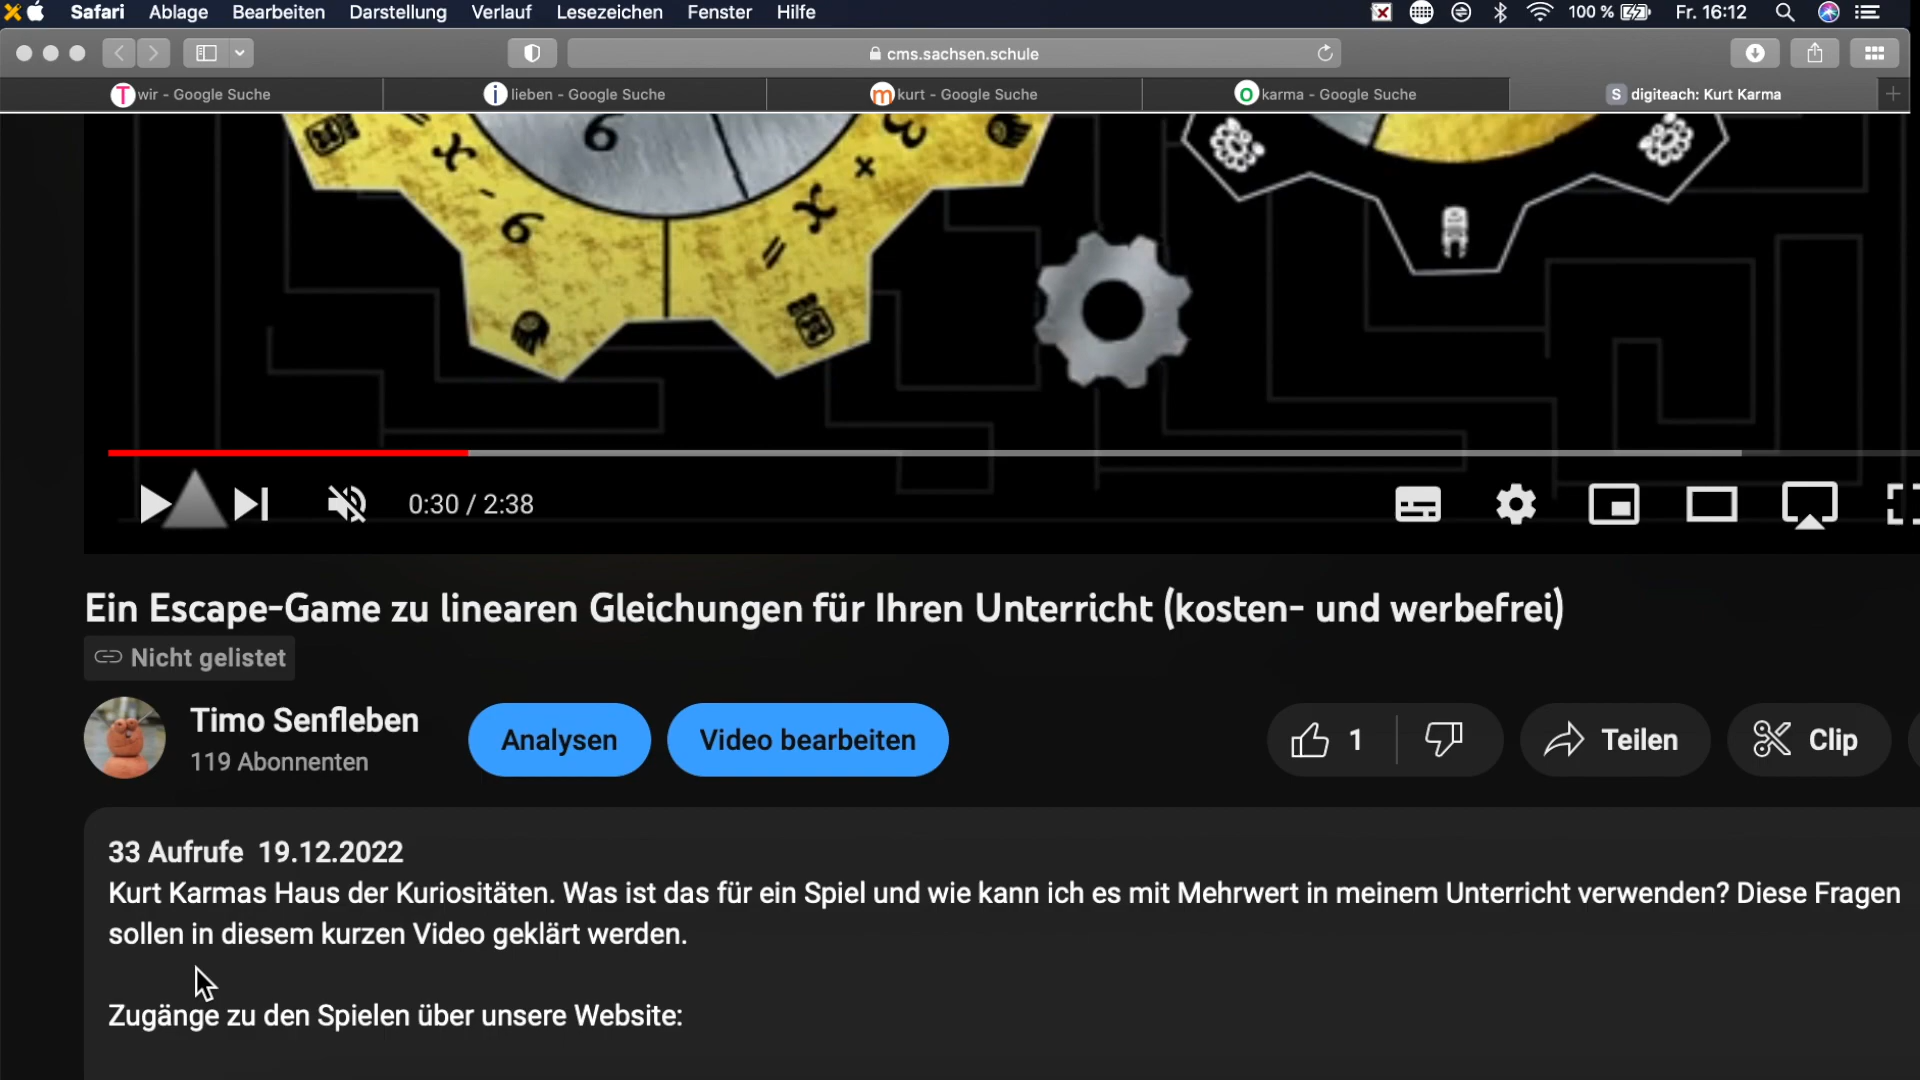 Safari Ablage Bearbeiten Darstellung Verlauf Lesezeichen Fenster Hilfe 100 % Fr. 16:12
cms.sachsen.schule
T wir - Google Suche i lieben - Google Suche m kurt - Google Suche o karma - Google Suche S digiteach: Kurt Karma
6
x - 6 = x + 3
0:30 / 2:38
Ein Escape-Game zu linearen Gleichungen für Ihren Unterricht (kosten- und werbefrei)
Nicht gelistet
Timo Senfleben
119 Abonnenten
Analysen Video bearbeiten 1 Teilen Clip
33 Aufrufe 19.12.2022
Kurt Karmas Haus der Kuriositäten. Was ist das für ein Spiel und wie kann ich es mit Mehrwert in meinem Unterricht verwenden? Diese Fragen
sollen in diesem kurzen Video geklärt werden.
Zugänge zu den Spielen über unsere Website: